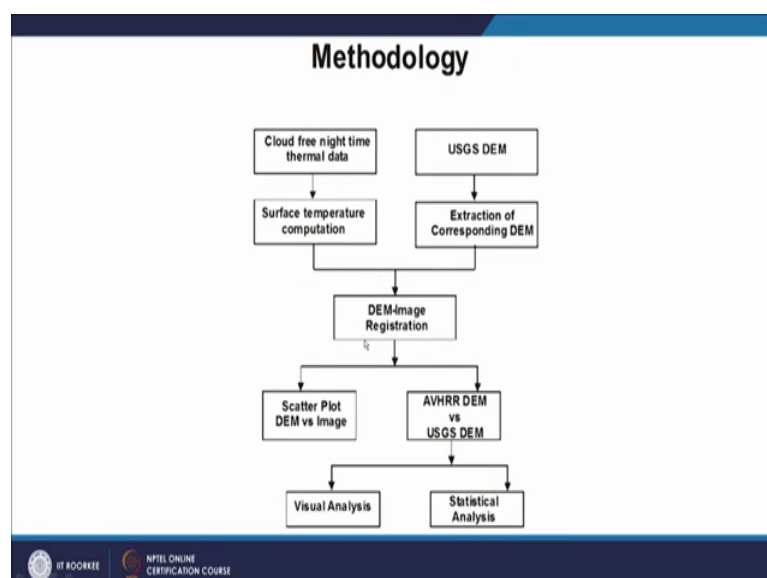 Methodology
Cloud free night time
thermal data
USGS DEM
Surface temperature
computation
Extraction of
Corresponding DEM
DEM-Image
Registration
Scatter Plot
DEM vs Image
AVHRR DEM
vs
USGS DEM
Visual Analysis
Statistical
Analysis
IIT ROORKEE
NPTEL ONLINE
CERTIFICATION COURSE